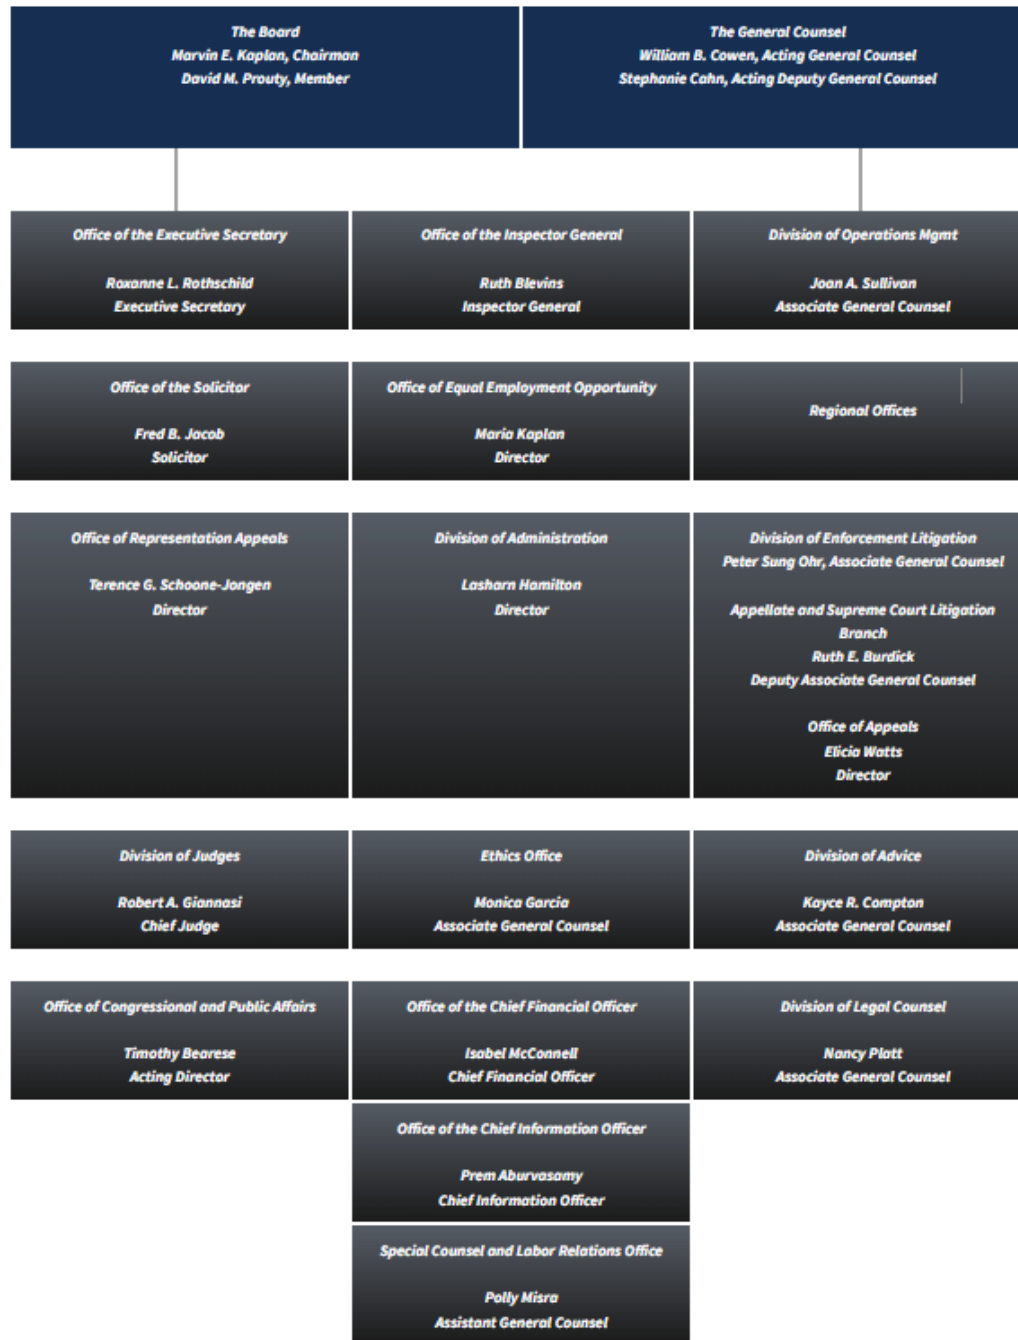 The Board
Marvin E. Kaplan, Chairman
David M. Prouty, Member
The General Counsel
William B. Cowen, Acting General Counsel
Stephanie Cahn, Acting Deputy General Counsel
Office of the Executive Secretary
Roxanne L. Rothschild
Executive Secretary
Office of the Inspector General
Ruth Blevins
Inspector General
Division of Operations Mgmt
Joan A. Sullivan
Associate General Counsel
Office of the Solicitor
Fred B. Jacob
Solicitor
Office of Equal Employment Opportunity
Maria Kaplan
Director
Regional Offices
Office of Representation Appeals
Terence G. Schoone-Jongen
Director
Division of Administration
Lasharn Hamilton
Director
Division of Enforcement Litigation
Peter Sung Ohr, Associate General Counsel
Appellate and Supreme Court Litigation
Branch
Ruth E. Burdick
Deputy Associate General Counsel
Office of Appeals
Elicia Watts
Director
Division of Judges
Robert A. Giannasi
Chief Judge
Ethics Office
Monica Garcia
Associate General Counsel
Division of Advice
Kayce R. Compton
Associate General Counsel
Office of Congressional and Public Affairs
Timothy Bearese
Acting Director
Office of the Chief Financial Officer
Isabel McConnell
Chief Financial Officer
Division of Legal Counsel
Nancy Platt
Associate General Counsel
Office of the Chief Information Officer
Prem Aburvasamy
Chief Information Officer
Special Counsel and Labor Relations Office
Polly Misra
Assistant General Counsel